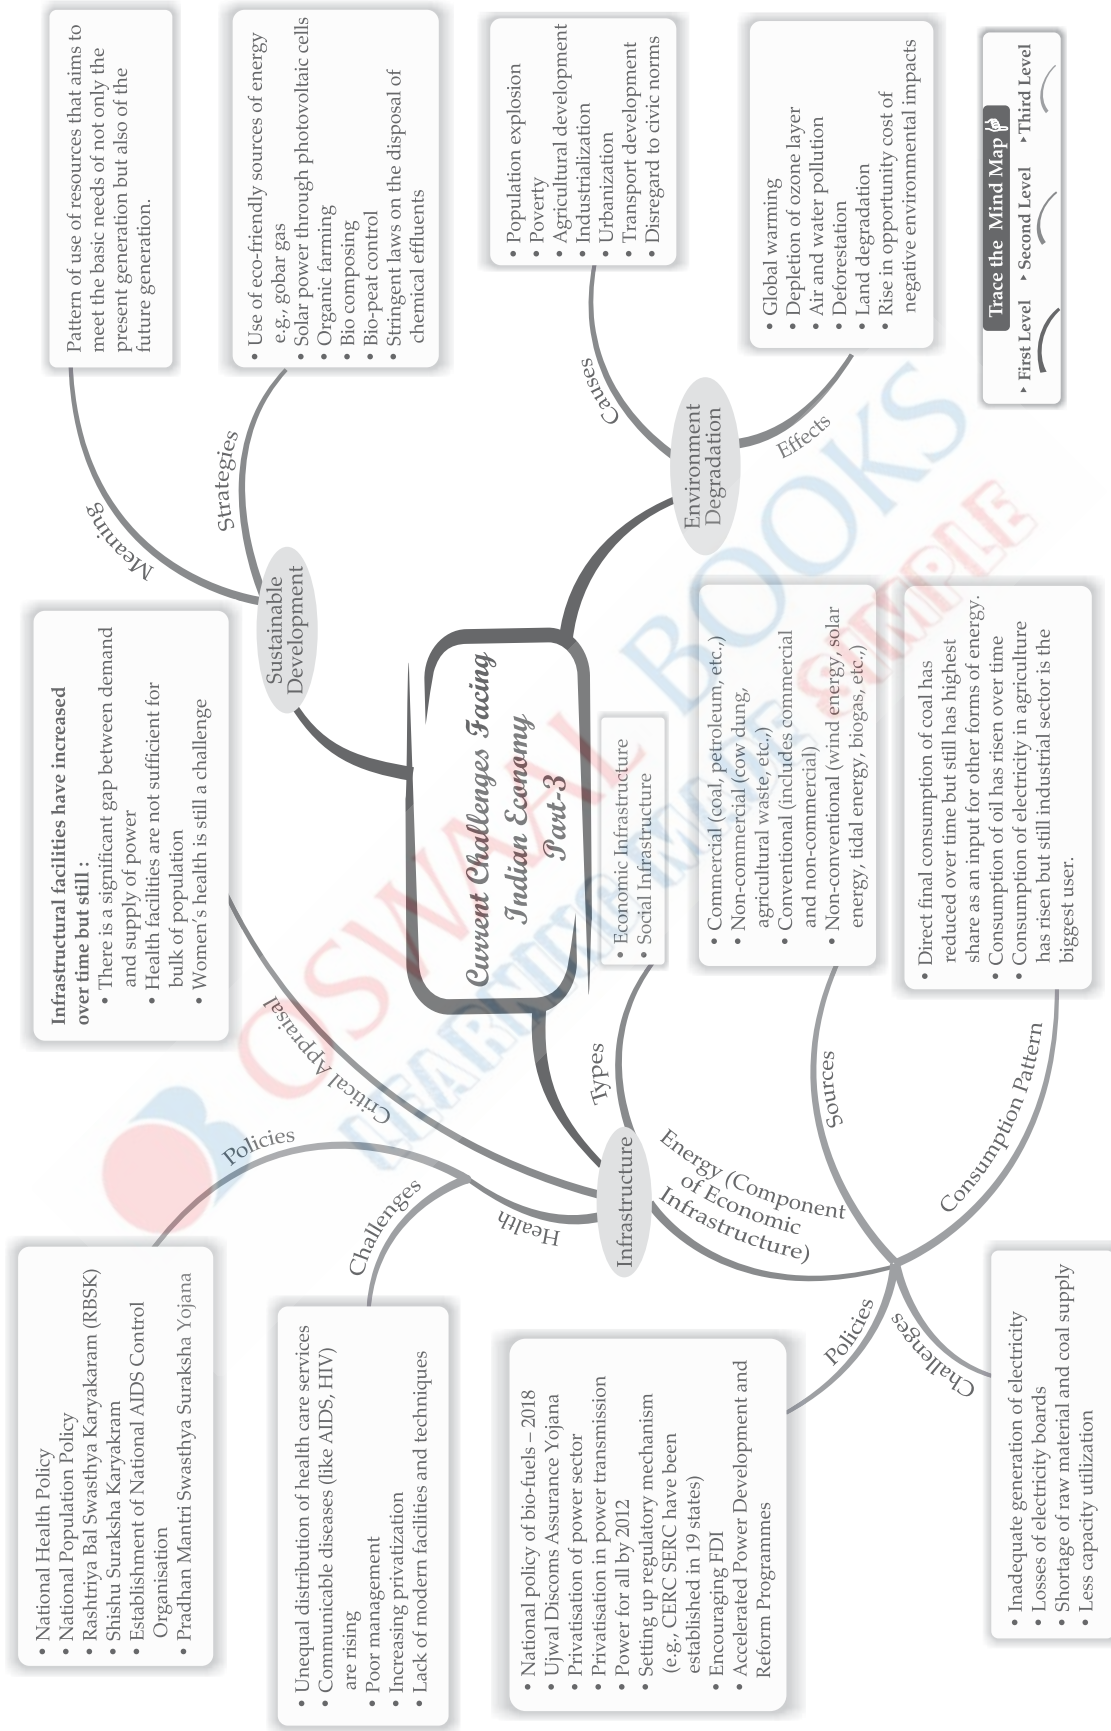 Current Challenges Facing
Indian Economy
Part-3
Infrastructure
Policies
• National Health Policy
• National Population Policy
• Rashtriya Bal Swasthya Karyakaram (RBSK)
Shishu Suraksha Karyakram
• Establishment of National AIDS Control
Organisation
• Pradhan Mantri Swasthya Suraksha Yojana
Challenges
• Unequal distribution of health care services
• Communicable diseases (like AIDS, HIV)
are rising
• Poor management
• Increasing privatization
• Lack of modern facilities and techniques
Health
Critical Appraisal
Infrastructural facilities have increased
over time but still :
• There is a significant gap between demand
and supply of power
• Health facilities are not sufficient for
bulk of population
• Women's health is still a challenge
Types
• Economic Infrastructure
• Social Infrastructure
Energy (Component
of Economic
Infrastructure)
Policies
• National policy of bio-fuels – 2018
• Ujwal Discoms Assurance Yojana
• Privatisation of power sector
• Privatisation in power transmission
• Power for all by 2012
• Setting up regulatory mechanism
(e.g., CERC SERC have been
established in 19 states)
• Encouraging FDI
• Accelerated Power Development and
Reform Programmes
Challenges
• Inadequate generation of electricity
• Losses of electricity boards
• Shortage of raw material and coal supply
• Less capacity utilization
Sources
• Commercial (coal, petroleum, etc.,)
• Non-commercial (cow dung,
agricultural waste, etc.,)
• Conventional (includes commercial
and non-commercial)
• Non-conventional (wind energy, solar
energy, tidal energy, biogas, etc.,)
Consumption Pattern
• Direct final consumption of coal has
reduced over time but still has highest
share as an input for other forms of energy.
• Consumption of oil has risen over time
• Consumption of electricity in agriculture
has risen but still industrial sector is the
biggest user.
Sustainable
Development
Meaning
Pattern of use of resources that aims to
meet the basic needs of not only the
present generation but also of the
future generation.
Strategies
• Use of eco-friendly sources of energy
e.g., gobar gas
• Solar power through photovoltaic cells
• Organic farming
• Bio composing
• Bio-peat control
• Stringent laws on the disposal of
chemical effluents
Environment
Degradation
Causes
• Population explosion
• Poverty
• Agricultural development
• Industrialization
• Urbanization
• Transport development
• Disregard to civic norms
Effects
• Global warming
• Depletion of ozone layer
• Air and water pollution
• Deforestation
• Land degradation
• Rise in opportunity cost of
negative environmental impacts
Trace the Mind Map
First Level
Second Level
Third Level
OSWAAL BOOKS
LEARNING MADE SIMPLE